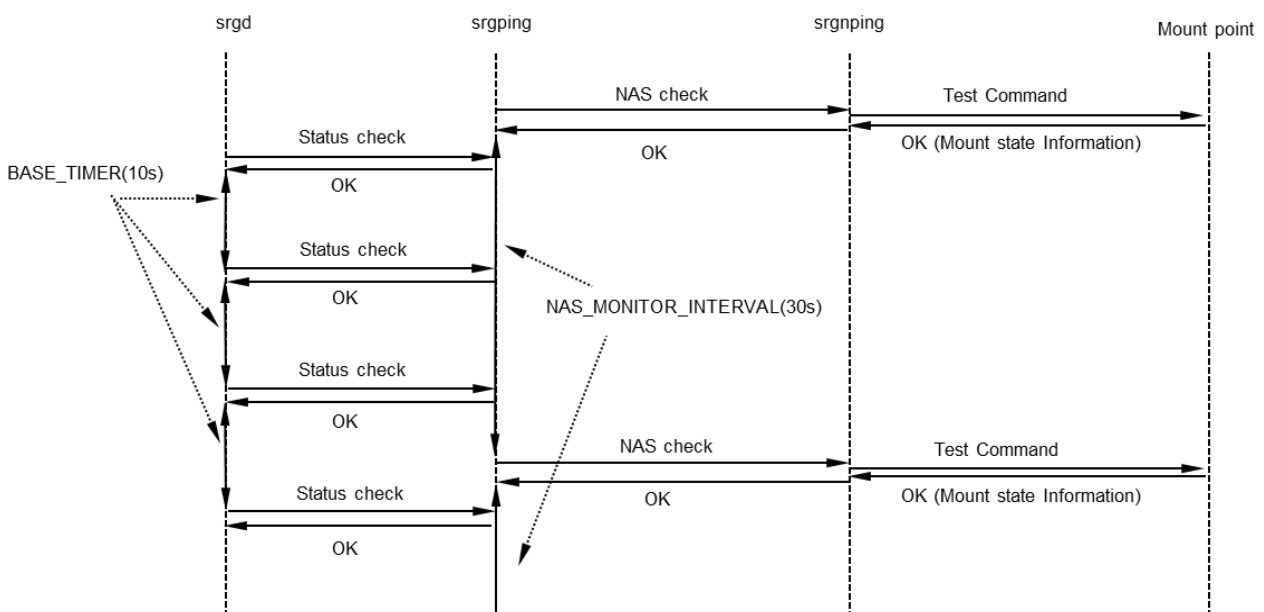 srgd
srgping
srgnping
Mount point
NAS check
Test Command
Status check
OK
OK (Mount state Information)
BASE_TIMER(10s)
OK
Status check
OK
NAS_MONITOR_INTERVAL(30s)
Status check
OK
NAS check
Test Command
Status check
OK
OK (Mount state Information)
OK